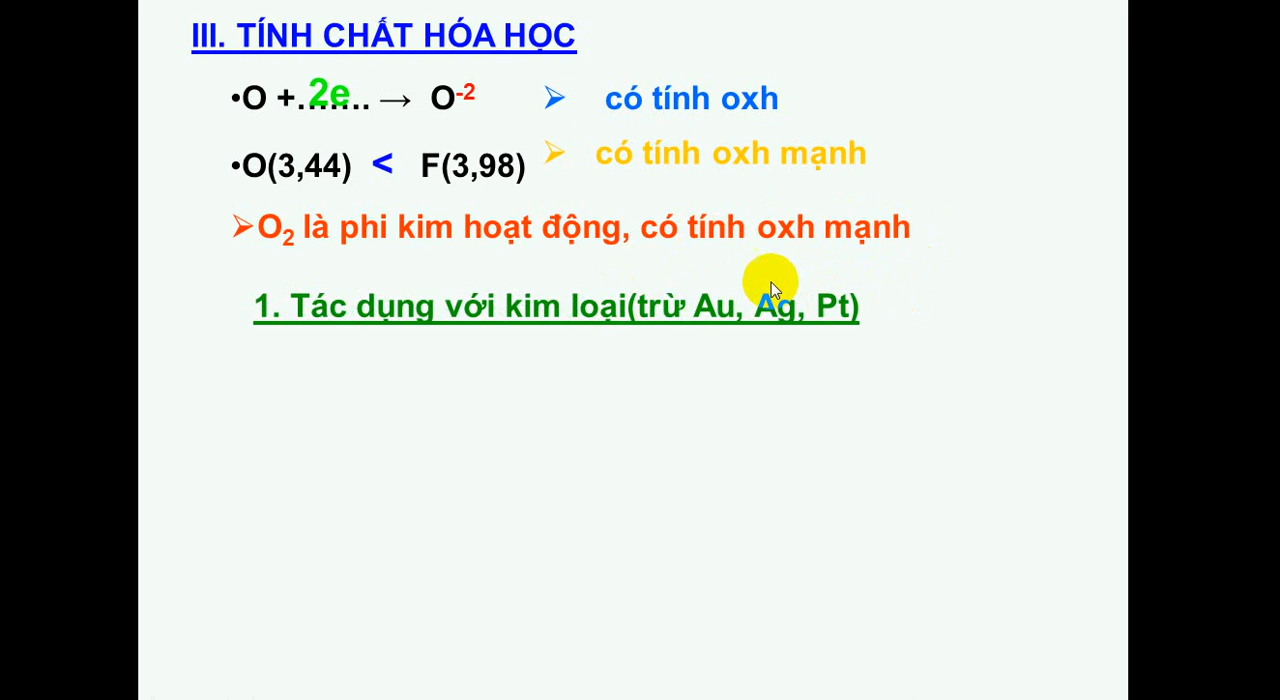 III. TÍNH CHẤT HÓA HỌC
•O +.2e.. → O-2 ➢ có tính oxh
•O(3,44) < F(3,98) ➢ có tính oxh mạnh
➢O2 là phi kim hoạt động, có tính oxh mạnh
1. Tác dụng với kim loại(trừ Au, Ag, Pt)